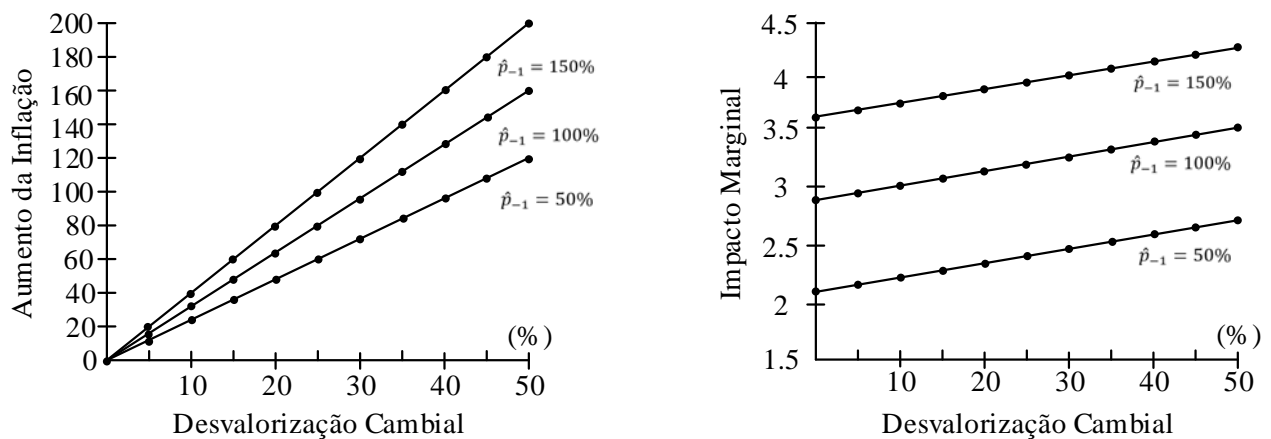 Aumento da Inflação
200
180
160
140
120
100
80
60
40
20
0
p̂₋₁ = 150%
p̂₋₁ = 100%
p̂₋₁ = 50%
(%)
10 20 30 40 50
Desvalorização Cambial
Impacto Marginal
4.5
4
3.5
3
2.5
2
1.5
p̂₋₁ = 150%
p̂₋₁ = 100%
p̂₋₁ = 50%
(%)
10 20 30 40 50
Desvalorização Cambial